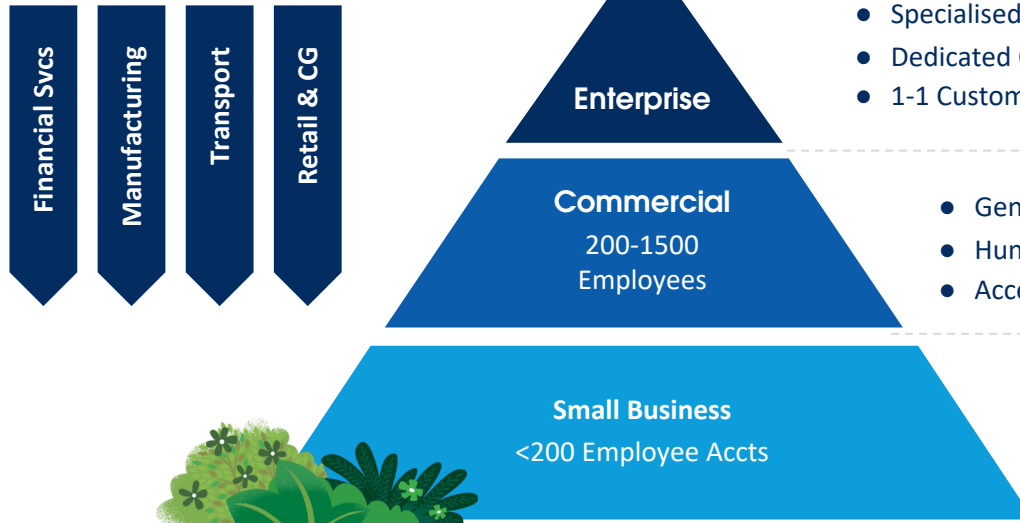 Financial Svcs
Manufacturing
Transport
Retail & CG
Enterprise
Commercial
200-1500
Employees
Small Business
<200 Employee Accts
● Specialised
● Dedicated
● 1-1
●
●
●